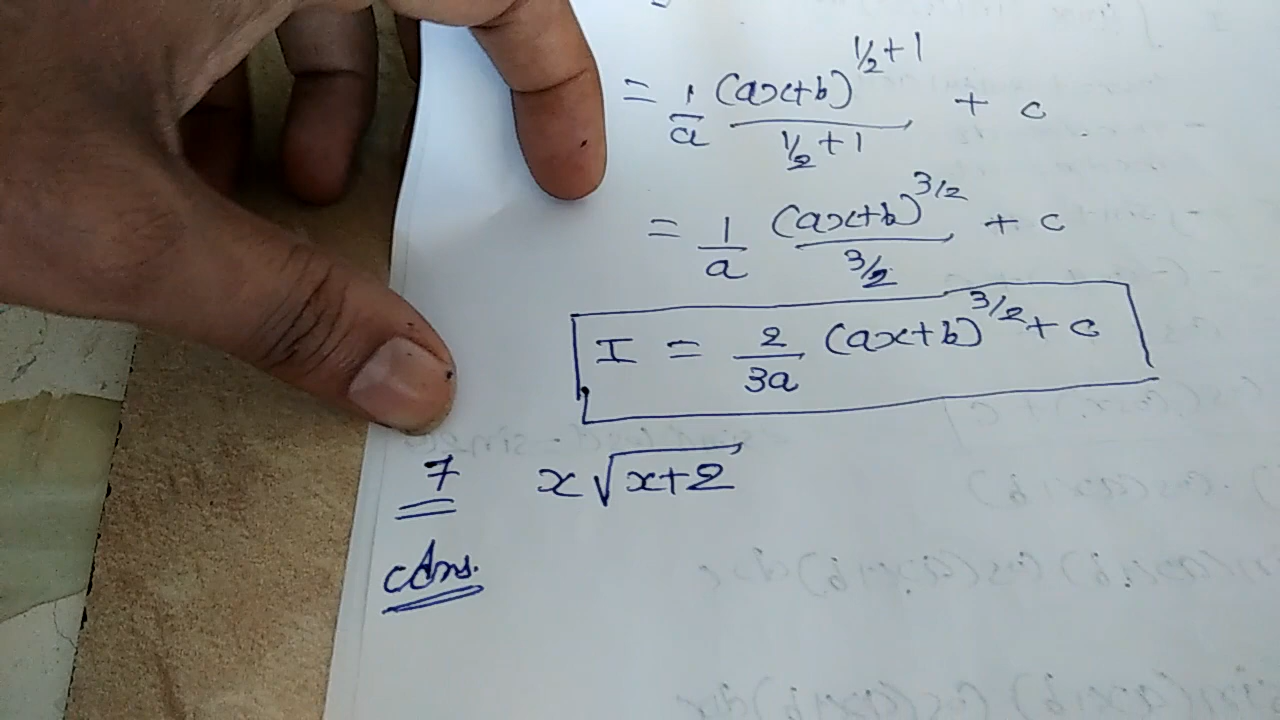 = 1/a (ax+b)^(1/2+1) / (1/2+1) + c
= 1/a (ax+b)^(3/2) / (3/2) + c
I = 2/3a (ax+b)^(3/2) + c
7 x√(x+2)
Ans.